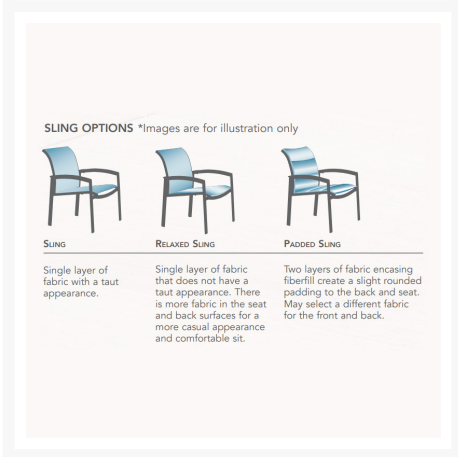 SLING OPTIONS *Images are for illustration only
SLING
Single layer of
fabric with a taut
appearance.
RELAXED SLING
Single layer of fabric
that does not have a
taut appearance. There
is more fabric in the seat
and back surfaces for a
more casual appearance
and comfortable sit.
PADDED SLING
Two layers of fabric encasing
fiberfill create a slight rounded
padding to the back and seat.
May select a different fabric
for the front and back.